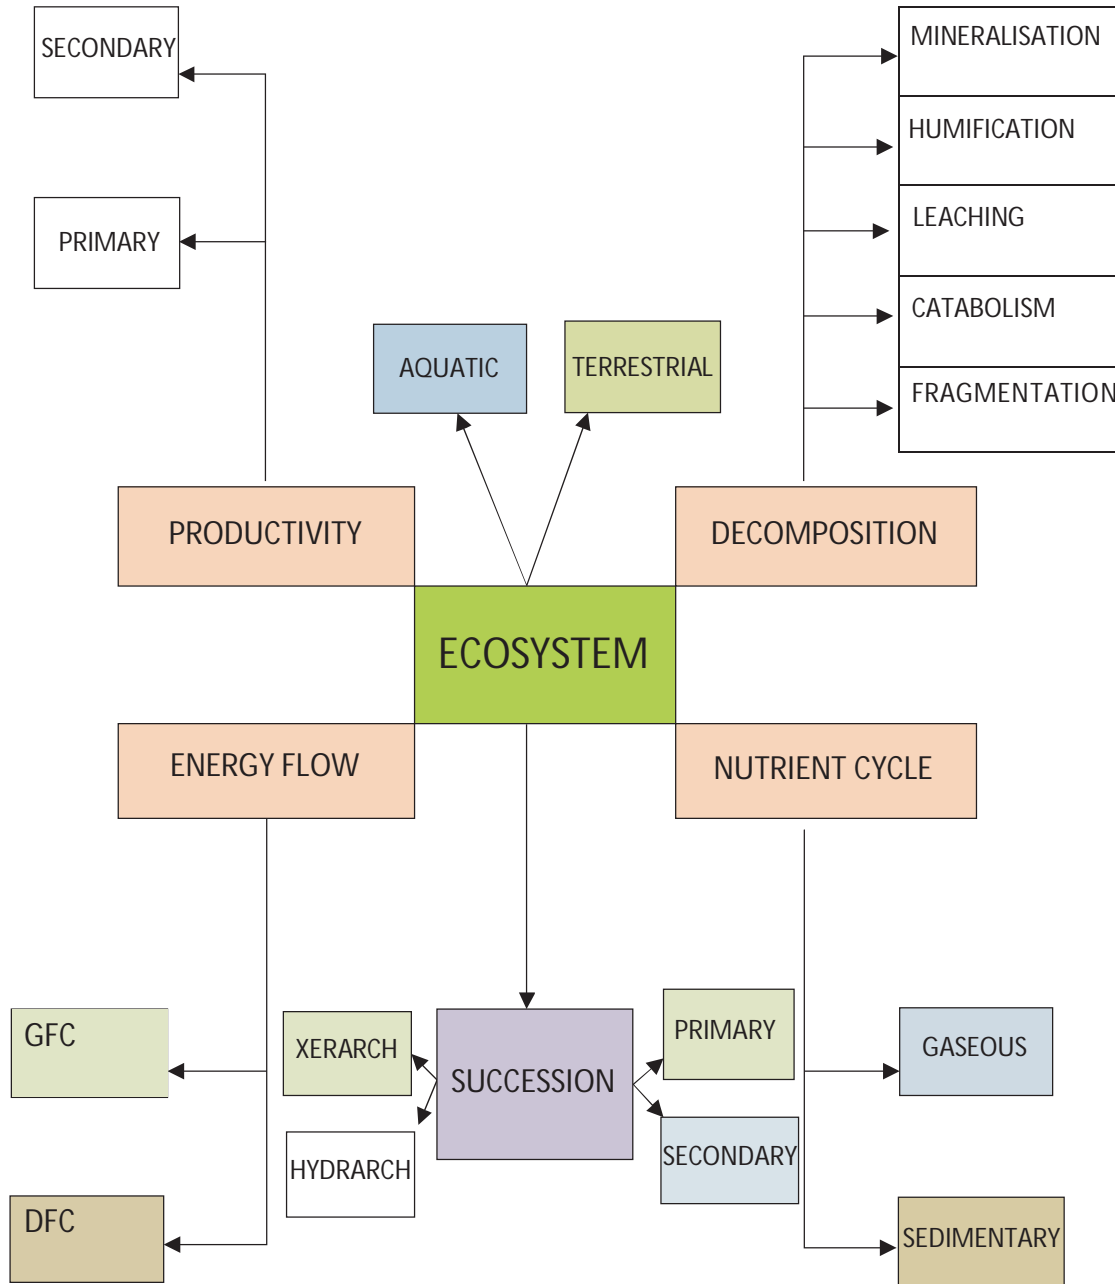 SECONDARY
MINERALISATION
HUMIFICATION
PRIMARY
LEACHING
CATABOLISM
AQUATIC
TERRESTRIAL
FRAGMENTATION
PRODUCTIVITY
DECOMPOSITION
ECOSYSTEM
ENERGY FLOW
NUTRIENT CYCLE
GFC
XERARCH
SUCCESSION
PRIMARY
GASEOUS
HYDRARCH
SECONDARY
DFC
SEDIMENTARY